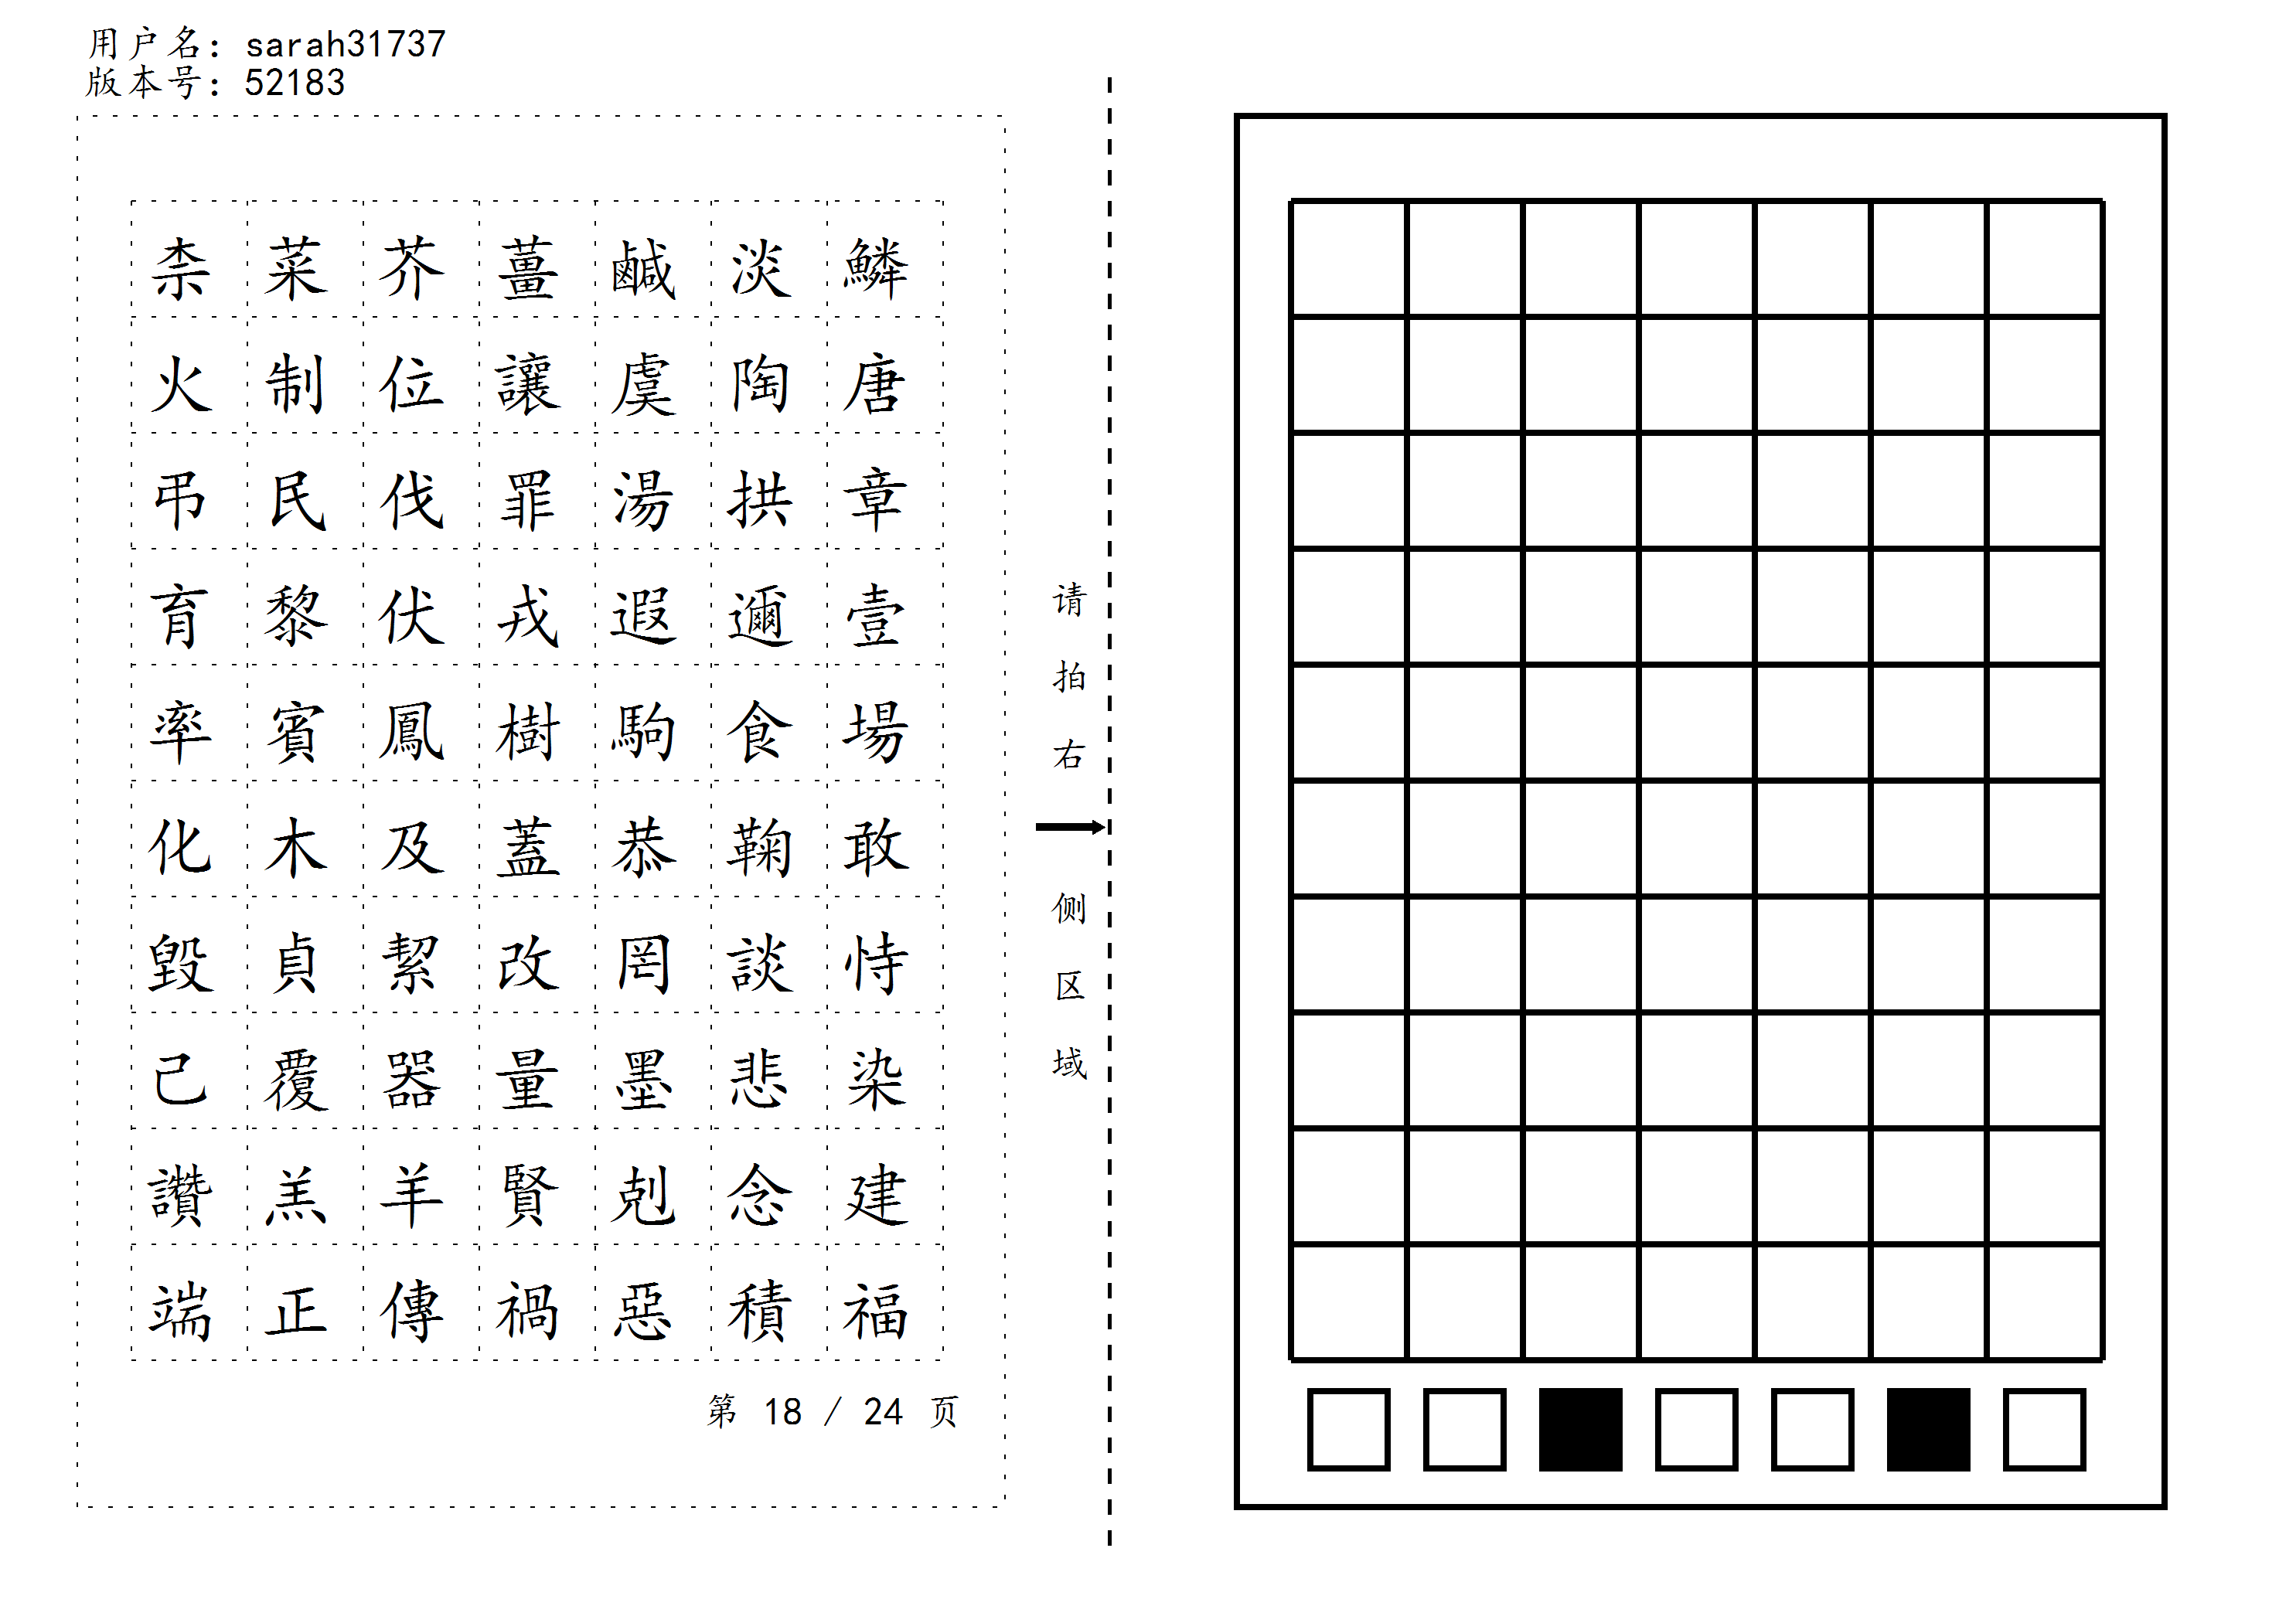 用户名: sarah31737
版本号: 52183
柰菜芥薑鹹淡鱗
火制位讓虞陶唐
弔民伐罪湯拱章
育黎伏戎遐邇壹
率賓鳳樹駒食場
化木及蓋恭鞠敢
毀貞絜改罔談恃
己覆器量墨悲染
讚羔羊賢剋念建
端正傳禍惡積福
第 18 / 24 页
请拍右侧区域